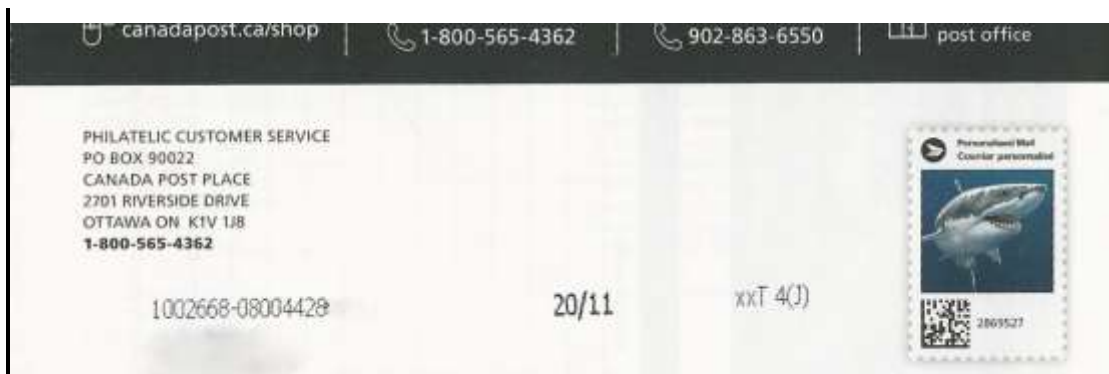 canadapost.ca/shop
1-800-565-4362
902-863-6550
post office
PHILATELIC CUSTOMER SERVICE
PO BOX 90022
CANADA POST PLACE
2701 RIVERSIDE DRIVE
OTTAWA ON K1V 1J8
1-800-565-4362
Personalized Mail
Courrier personnalisé
1002668-08004428
20/11
xxT 4(J)
2869527